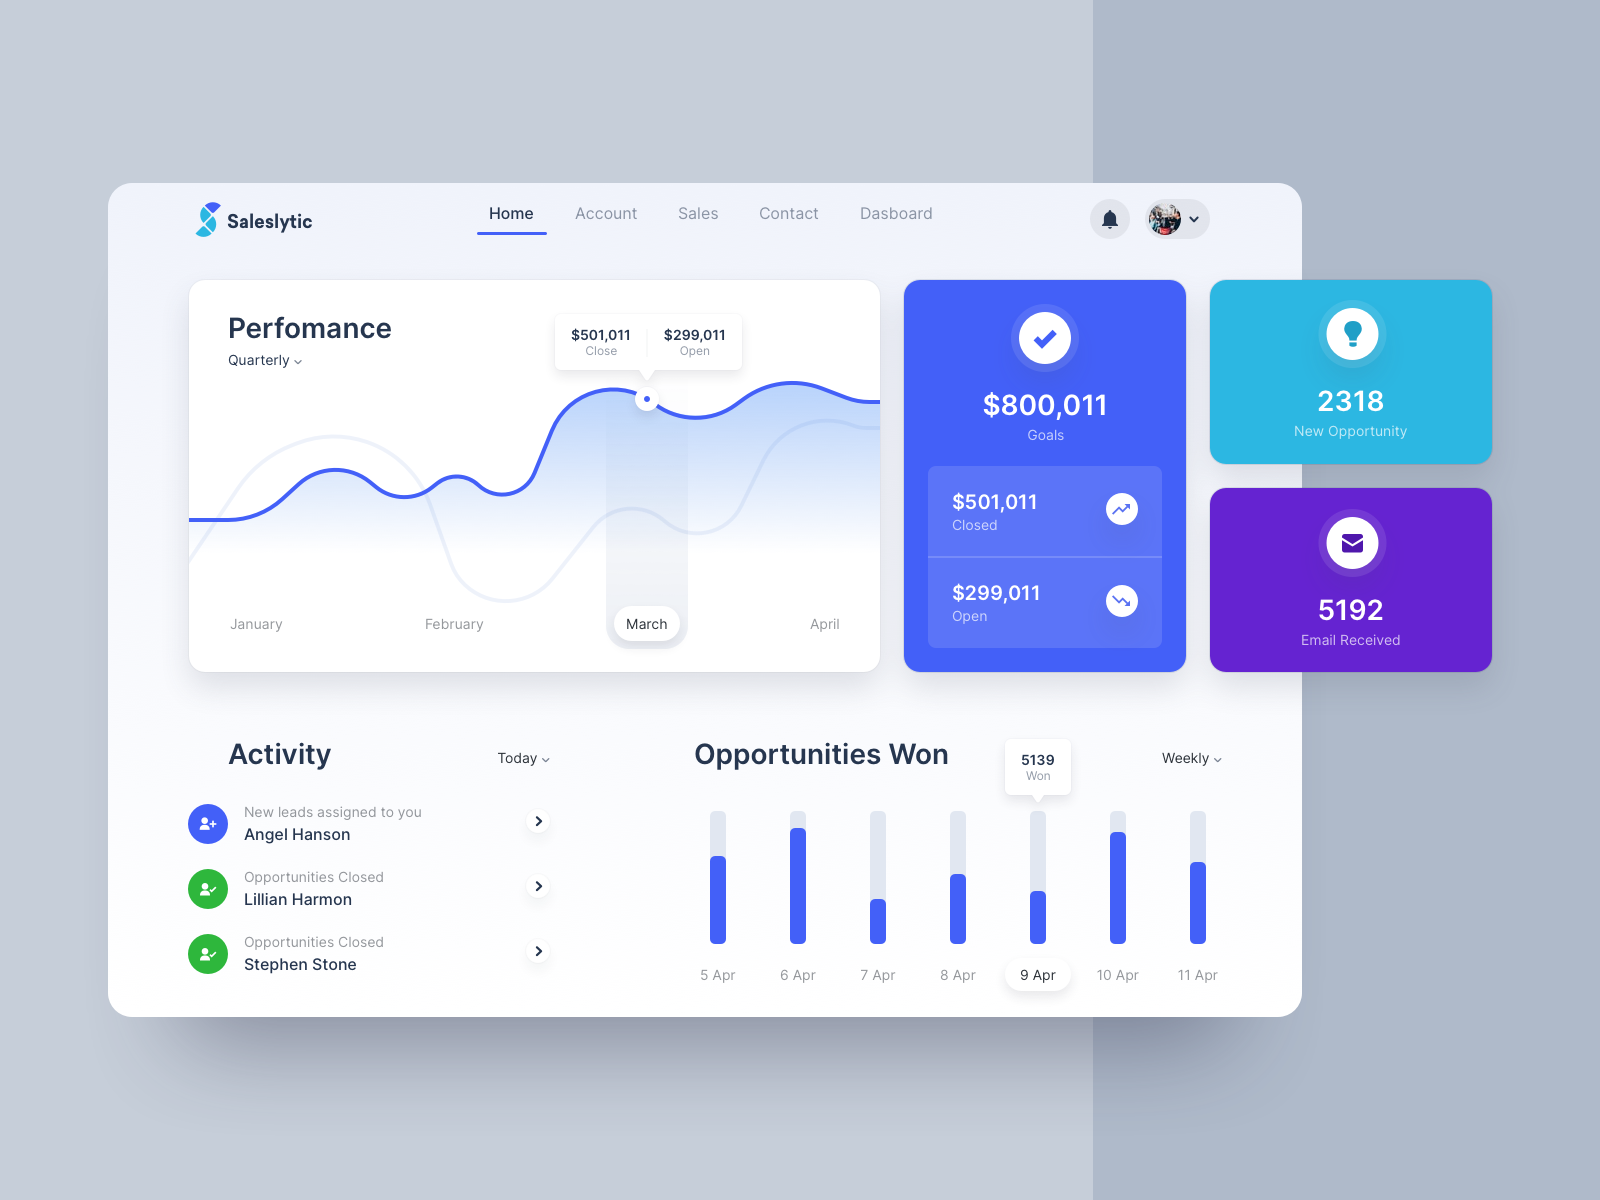 Saleslytic
Home
Account
Sales
Contact
Dasboard
Perfomance
Quarterly
$501,011
Close
$299,011
Open
January
February
March
April
$800,011
Goals
$501,011
Closed
$299,011
Open
2318
New Opportunity
5192
Email Received
Activity
Today
New leads assigned to you
Angel Hanson
Opportunities Closed
Lillian Harmon
Opportunities Closed
Stephen Stone
Opportunities Won
5139
Won
Weekly
5 Apr
6 Apr
7 Apr
8 Apr
9 Apr
10 Apr
11 Apr